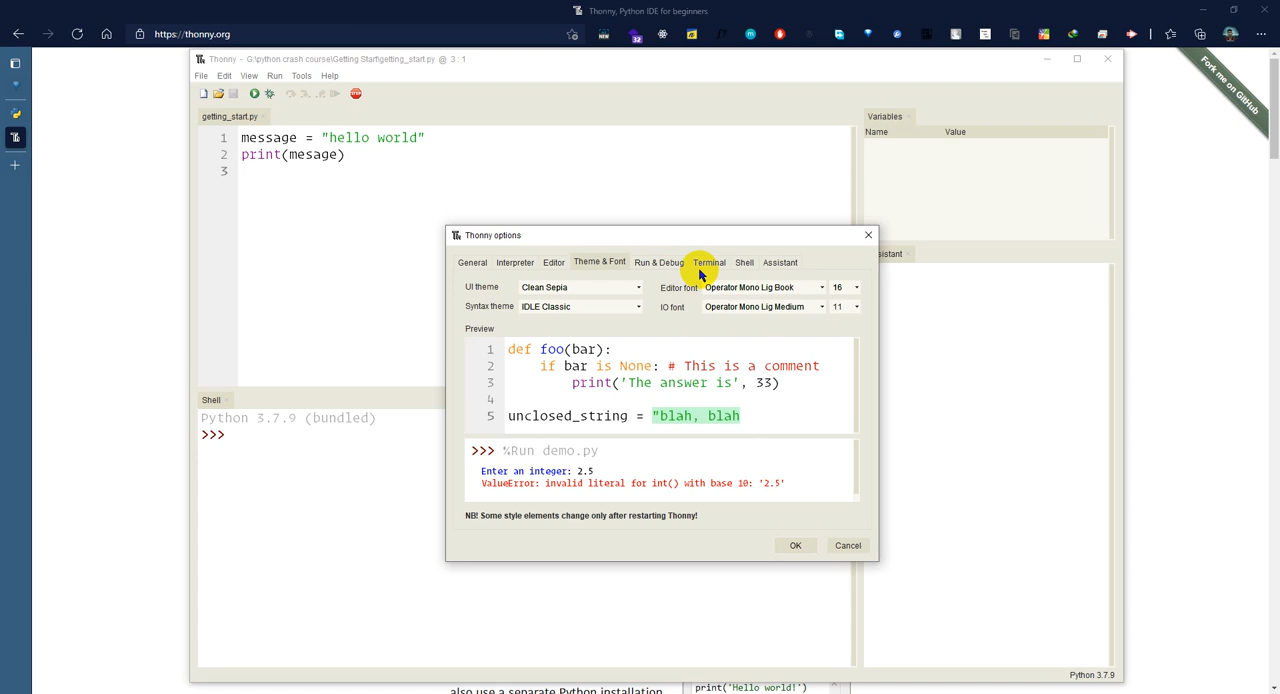 Thonny, Python IDE for beginners
https://thonny.org
32
Fork me on GitHub
Thonny - G:\python crash course\Getting Start\getting_start.py @ 3 : 1
File Edit View Run Tools Help
STOP
getting_start.py
1 message = "hello world"
2 print(mesage)
3
Variables
Name Value
istant
Thonny options
General Interpreter Editor Theme & Font Run & Debug Terminal Shell Assistant
UI theme Clean Sepia Editor font Operator Mono Lig Book 16
Syntax theme IDLE Classic IO font Operator Mono Lig Medium 11
Preview
1 def foo(bar):
2 if bar is None: # This is a comment
3 print('The answer is', 33)
4
5 unclosed_string = "blah, blah
>>> %Run demo.py
Enter an integer: 2.5
ValueError: invalid literal for int() with base 10: '2.5'
NB! Some style elements change only after restarting Thonny!
OK Cancel
Shell
Python 3.7.9 (bundled)
>>>
Python 3.7.9
also use a separate Python installation
print('Hello world!')